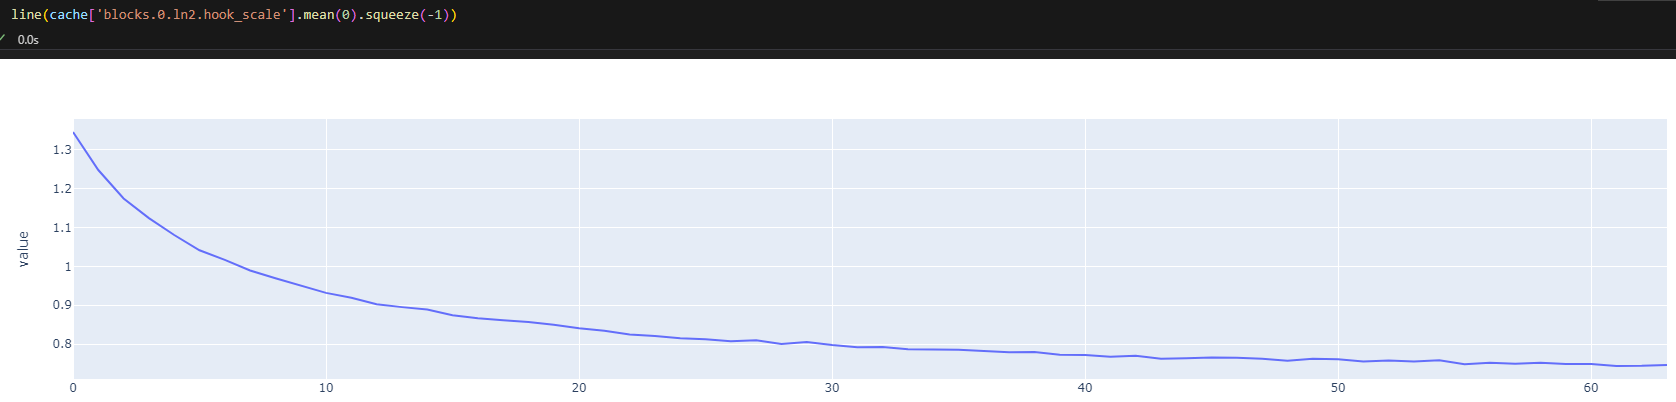 line(cache['blocks.0.ln2.hook_scale'].mean(0).squeeze(-1))
✓ 0.0s
1.3
1.2
1.1
1
0.9
0.8
value
0 10 20 30 40 50 60